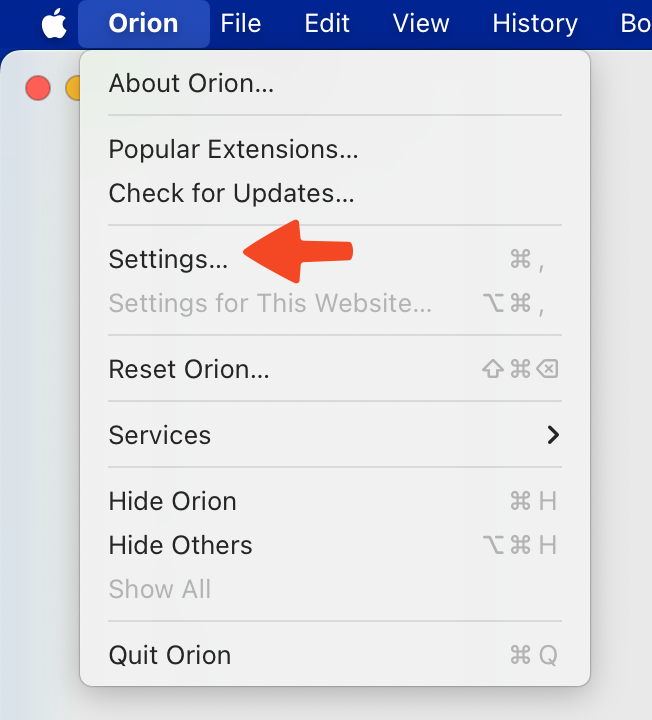 Orion File Edit View History Bo
About Orion...
Popular Extensions...
Check for Updates...
Settings... ⌘ ,
Settings for This Website... ⌥⌘ ,
Reset Orion... ⇧⌘⌫
Services
Hide Orion ⌘ H
Hide Others ⌥⌘ H
Show All
Quit Orion ⌘ Q